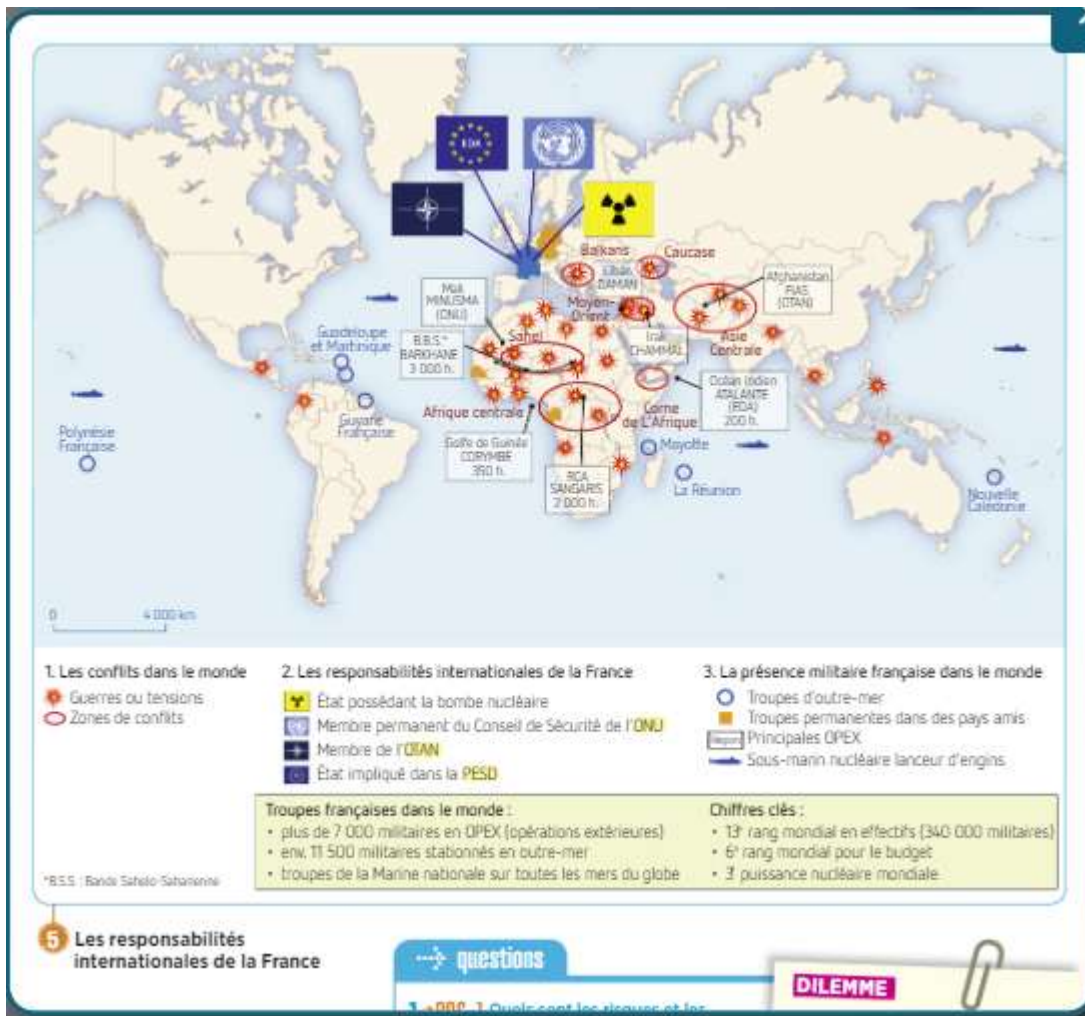 EDA
Balkans
Caucase
Liban
DAMAN
Afghanistan
FIAS
(OTAN)
Mali
MINUSMA
(ONU)
Moyen-
Orient
Sahel
Irak
CHAMMAL
Asie
Centrale
Guadeloupe
et Martinique
B.B.S.*
BARKHANE
3 000 h.
Océan Indien
ATALANTE
(EDA)
200 h.
Guyane
Française
Afrique centrale
Corne
de L'Afrique
Polynésie
Française
Golfe de Guinée
CORYMBE
350 h.
Mayotte
RCA
SANGARIS
2 000 h.
La Réunion
Nouvelle
Calédonie
0 4 000 km
1. Les conflits dans le monde
Guerres ou tensions
Zones de conflits
2. Les responsabilités internationales de la France
État possédant la bombe nucléaire
Membre permanent du Conseil de Sécurité de l'ONU
Membre de l'OTAN
État impliqué dans la PESD
3. La présence militaire française dans le monde
Troupes d'outre-mer
Troupes permanentes dans des pays amis
Principales OPEX
Sous-marin nucléaire lanceur d'engins
Troupes françaises dans le monde :
• plus de 7 000 militaires en OPEX (opérations extérieures)
• env. 11 500 militaires stationnés en outre-mer
• troupes de la Marine nationale sur toutes les mers du globe
Chiffres clés :
• 13e rang mondial en effectifs (340 000 militaires)
• 6e rang mondial pour le budget
• 3e puissance nucléaire mondiale
*B.S.S. : Bande Sahélo-Saharienne
5 Les responsabilités
internationales de la France
questions
Quels sont les risques et les
DILEMME